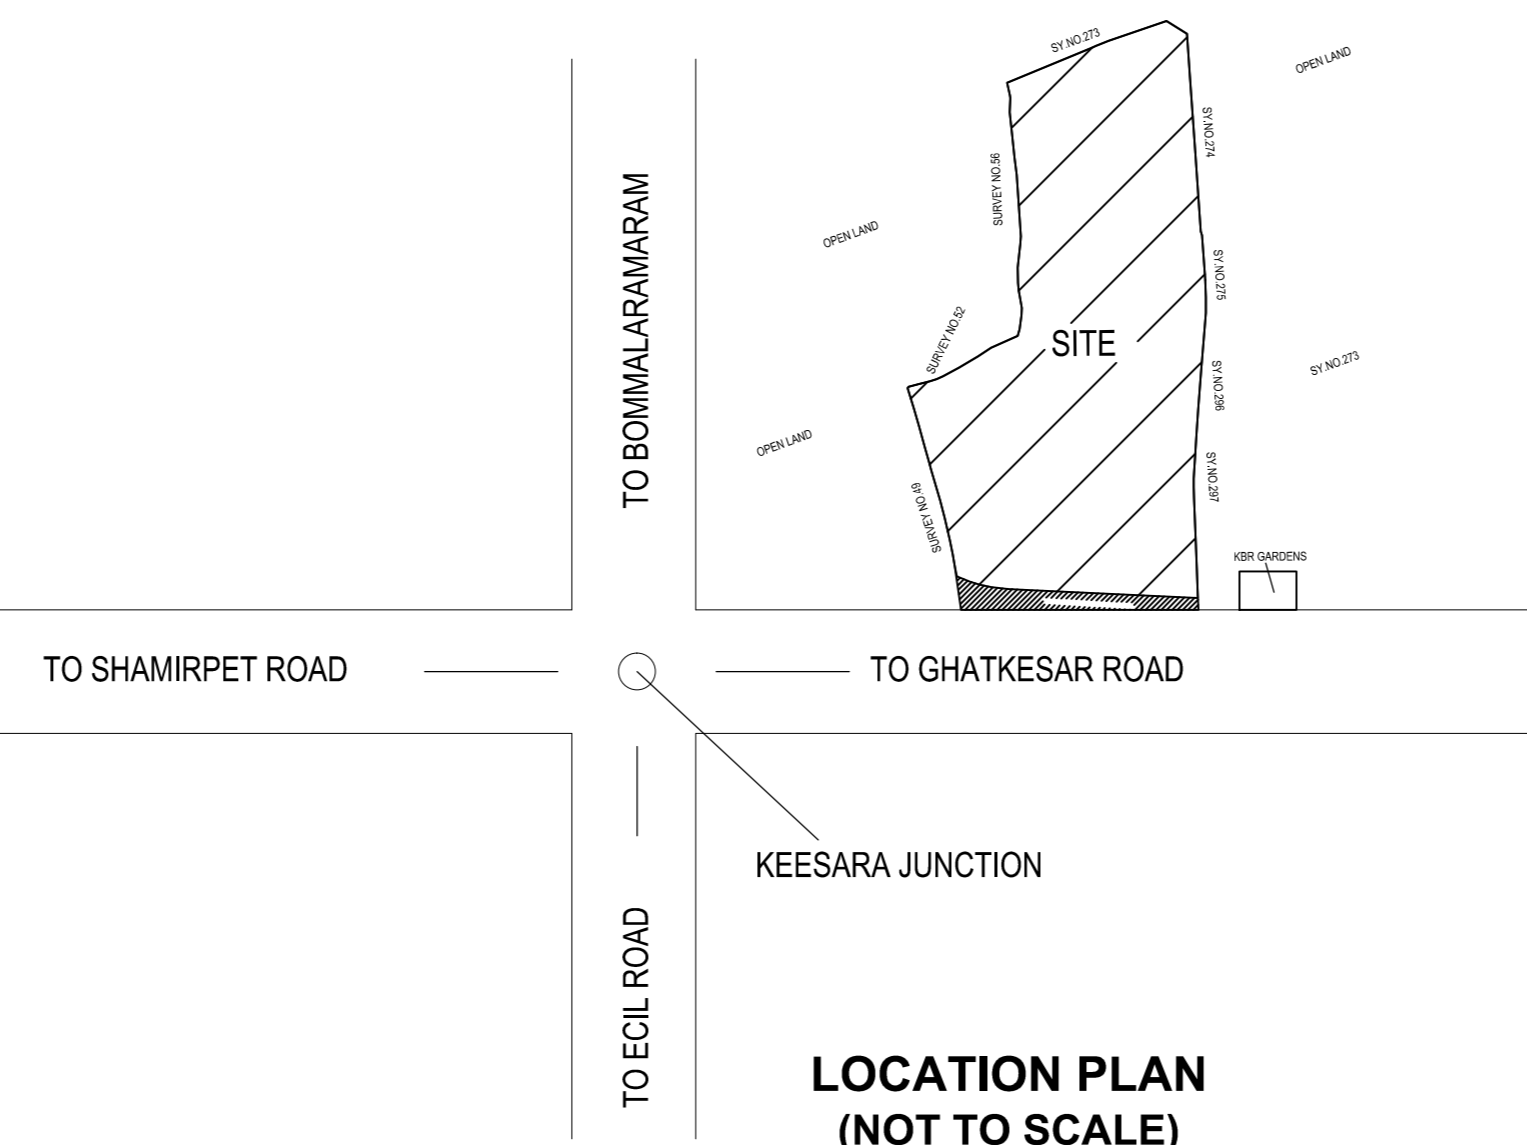 SY.NO.273
OPEN LAND
SY.NO.274
SURVEY NO.56
OPEN LAND
SY.NO.275
SURVEY NO.52
SITE
SY.NO.273
SY.NO.296
TO BOMMALARAMARAM
OPEN LAND
SY.NO.297
SURVEY NO.49
KBR GARDENS
TO SHAMIRPET ROAD
TO GHATKESAR ROAD
KEESARA JUNCTION
TO ECIL ROAD
LOCATION PLAN
(NOT TO SCALE)